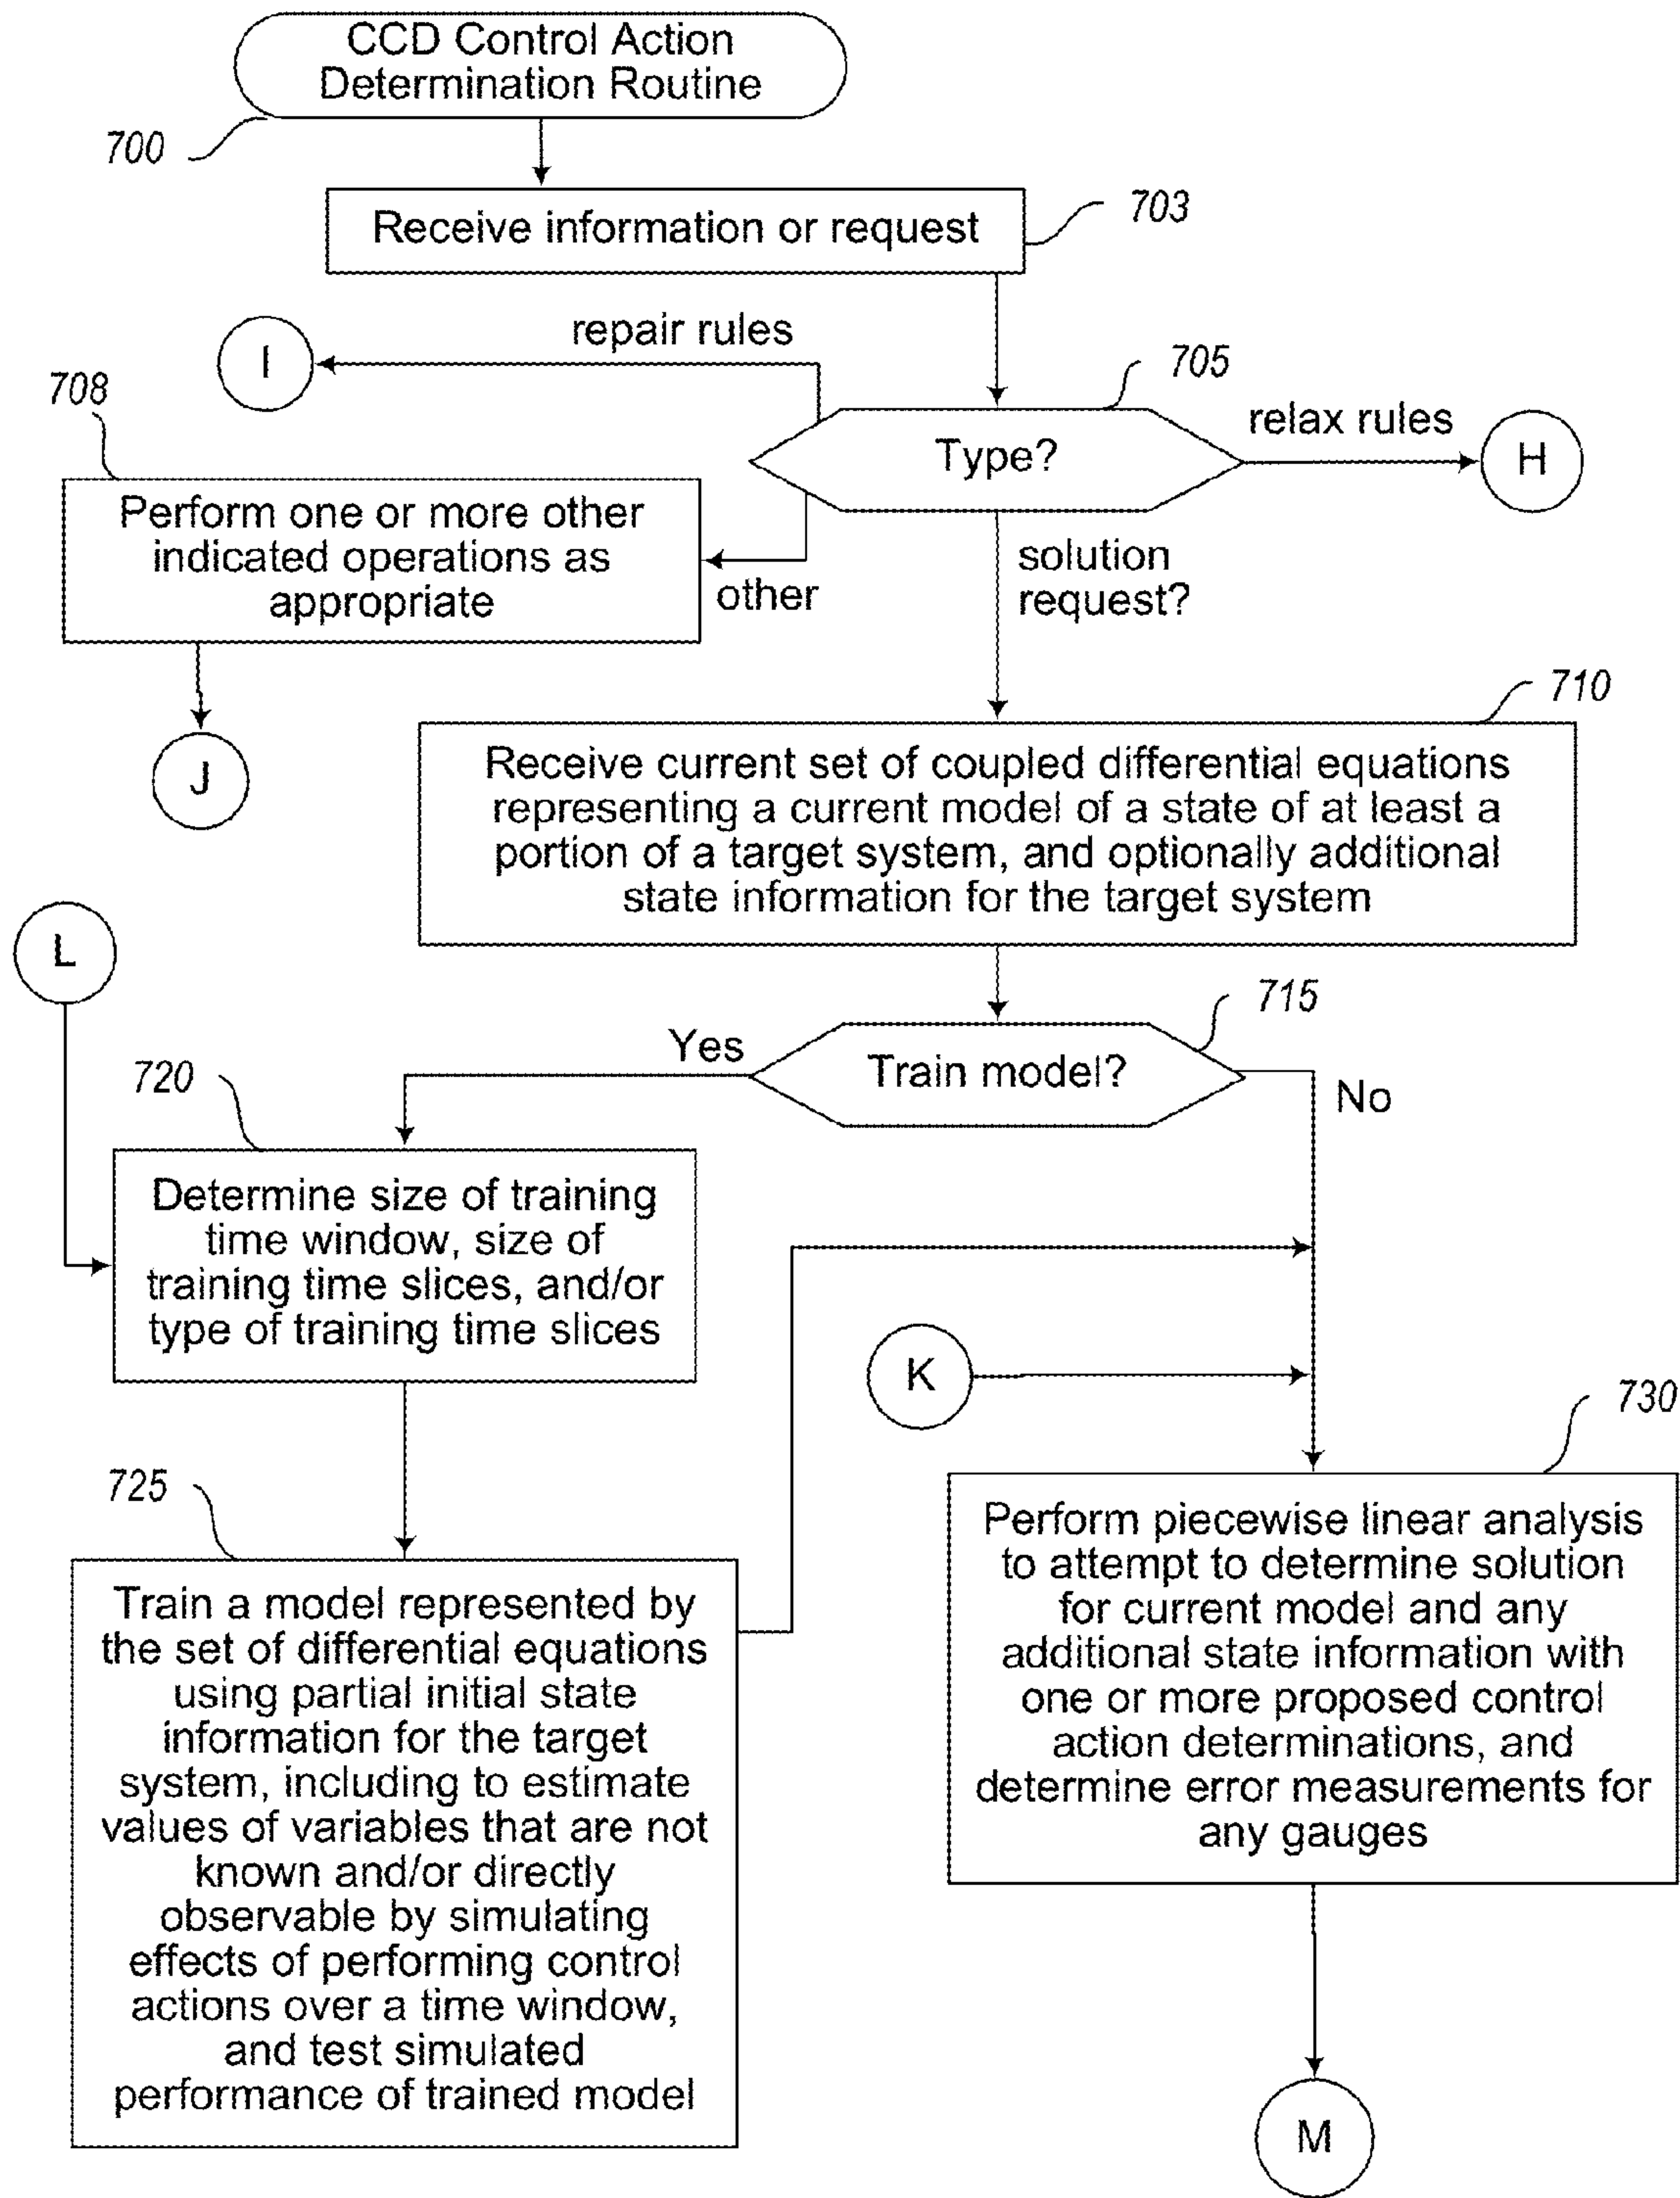 CCD Control Action
Determination Routine
700
Receive information or request
703
repair rules
I
705
708
Type?
relax rules
H
Perform one or more other
indicated operations as
appropriate
other
solution
request?
J
710
Receive current set of coupled differential equations
representing a current model of a state of at least a
portion of a target system, and optionally additional
state information for the target system
L
715
Train model?
Yes
No
720
Determine size of training
time window, size of
training time slices, and/or
type of training time slices
K
730
725
Train a model represented by
the set of differential equations
using partial initial state
information for the target
system, including to estimate
values of variables that are not
known and/or directly
observable by simulating
effects of performing control
actions over a time window,
and test simulated
performance of trained model
Perform piecewise linear analysis
to attempt to determine solution
for current model and any
additional state information with
one or more proposed control
action determinations, and
determine error measurements for
any gauges
M